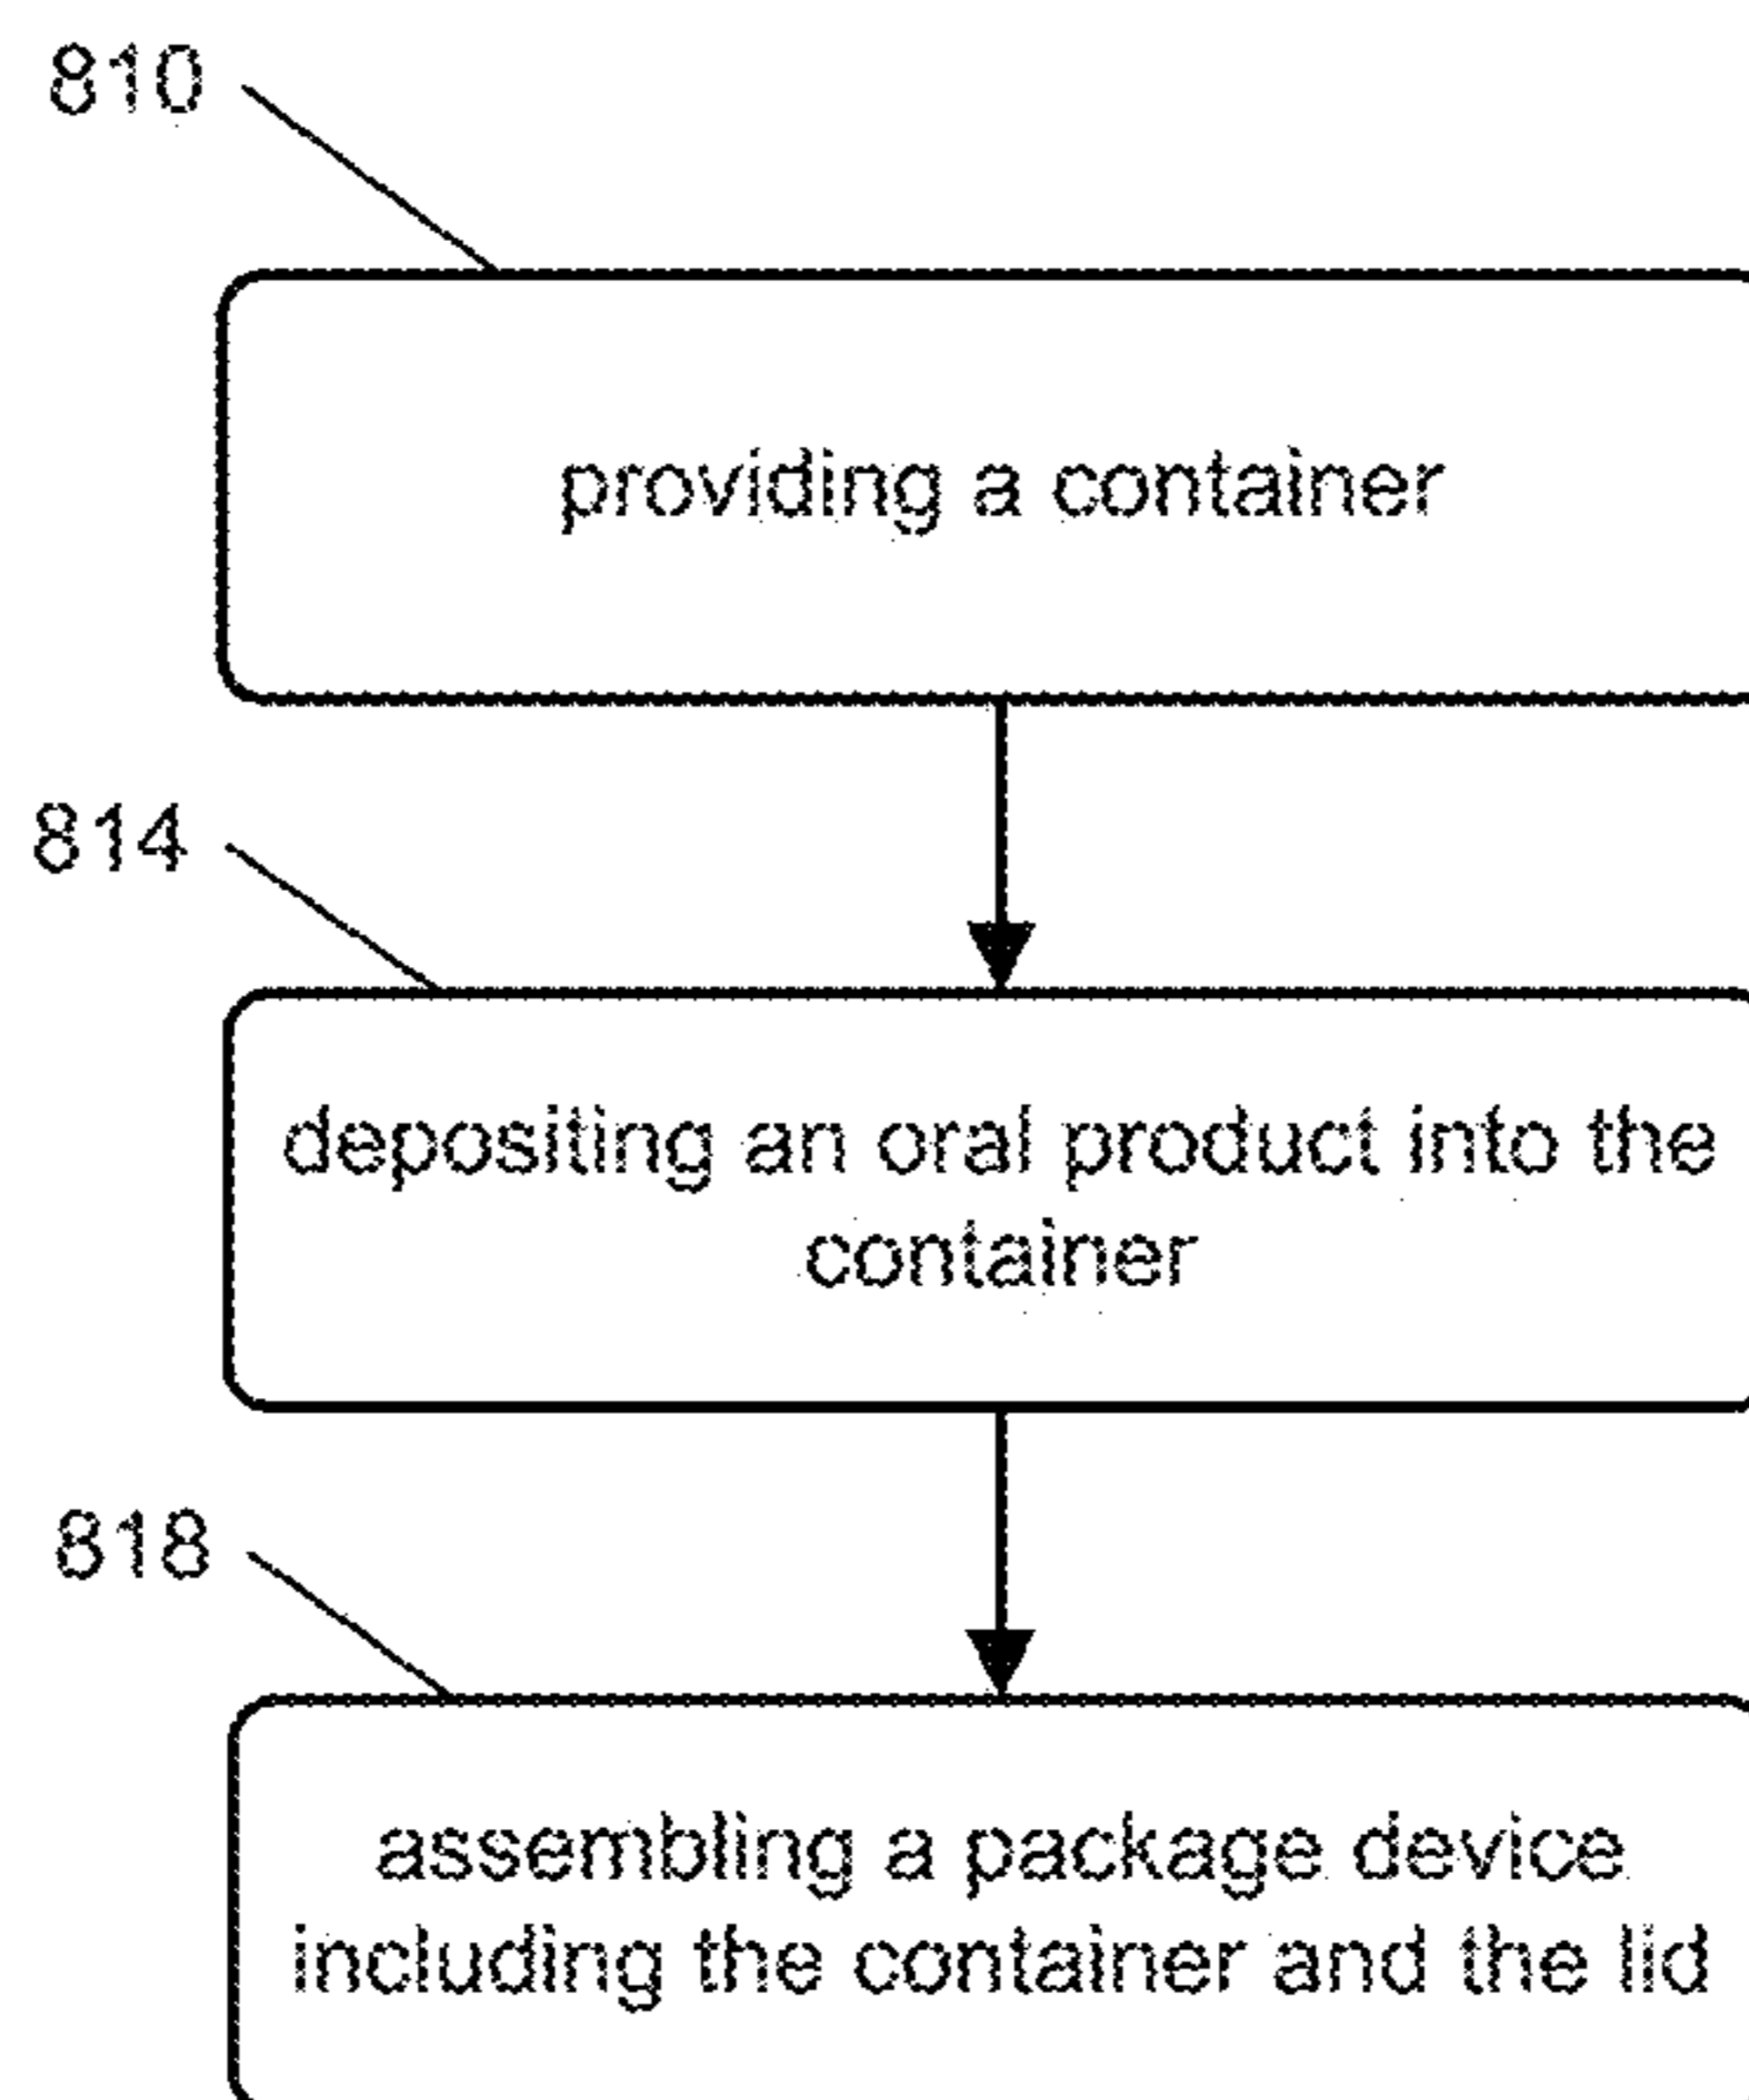 810
providing a container
814
depositing an oral product into the
container
818
assembling a package device
including the container and the lid